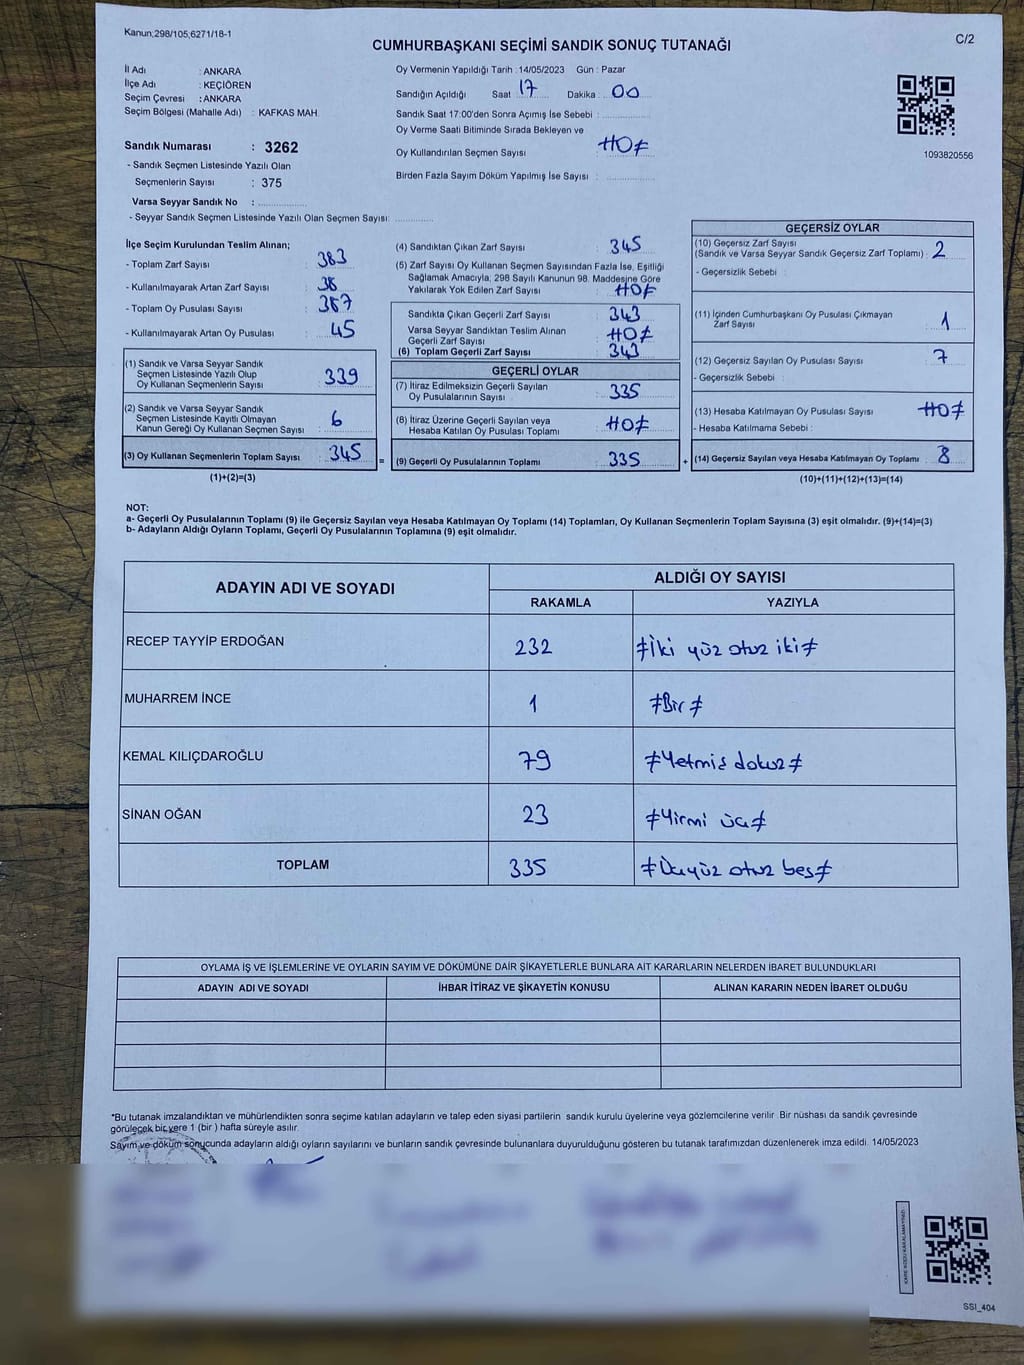 Kanun;298/105,6271/18-1
C/2
CUMHURBAŞKANI SEÇİMİ SANDIK SONUÇ TUTANAĞI
İl Adı : ANKARA
İlçe Adı : KEÇİÖREN
Seçim Çevresi : ANKARA
Seçim Bölgesi (Mahalle Adı) : KAFKAS MAH.
Sandık Numarası : 3262
- Sandık Seçmen Listesinde Yazılı Olan
Seçmenlerin Sayısı : 375
Varsa Seyyar Sandık No :
- Seyyar Sandık Seçmen Listesinde Yazılı Olan Seçmen Sayısı:
Oy Vermenin Yapıldığı Tarih : 14/05/2023 Gün : Pazar
Sandığın Açıldığı Saat : 17 Dakika : 00
Sandık Saat 17:00'den Sonra Açımış İse Sebebi :
Oy Verme Saati Bitiminde Sırada Bekleyen ve
Oy Kullandırılan Seçmen Sayısı : ≠0≠
Birden Fazla Sayım Döküm Yapılmış İse Sayısı :
1093820556
İlçe Seçim Kurulundan Teslim Alınan;
- Toplam Zarf Sayısı : 383
- Kullanılmayarak Artan Zarf Sayısı : 38
- Toplam Oy Pusulası Sayısı : 387
- Kullanılmayarak Artan Oy Pusulası : 45
(1) Sandık ve Varsa Seyyar Sandık
Seçmen Listesinde Yazılı Olup
Oy Kullanan Seçmenlerin Sayısı : 339
(2) Sandık ve Varsa Seyyar Sandık
Seçmen Listesinde Kayıtlı Olmayan
Kanun Gereği Oy Kullanan Seçmen Sayısı : 6
(3) Oy Kullanan Seçmenlerin Toplam Sayısı : 345 =
(1)+(2)=(3)
(4) Sandıktan Çıkan Zarf Sayısı : 345
(5) Zarf Sayısı Oy Kullanan Seçmen Sayısından Fazla İse, Eşitliği
Sağlamak Amacıyla; 298 Sayılı Kanunun 98. Maddesine Göre
Yakılarak Yok Edilen Zarf Sayısı : ≠0≠
Sandıkta Çıkan Geçerli Zarf Sayısı : 343
Varsa Seyyar Sandıktan Teslim Alınan
Geçerli Zarf Sayısı : ≠0≠
(6) Toplam Geçerli Zarf Sayısı : 343
GEÇERLİ OYLAR
(7) İtiraz Edilmeksizin Geçerli Sayılan
Oy Pusulalarının Sayısı : 335
(8) İtiraz Üzerine Geçerli Sayılan veya
Hesaba Katılan Oy Pusulası Toplamı : ≠0≠
(9) Geçerli Oy Pusulalarının Toplamı : 335 +
GEÇERSİZ OYLAR
(10) Geçersiz Zarf Sayısı
(Sandık ve Varsa Seyyar Sandık Geçersiz Zarf Toplamı) : 2
- Geçersizlik Sebebi :
(11) İçinden Cumhurbaşkanı Oy Pusulası Çıkmayan
Zarf Sayısı : 1
(12) Geçersiz Sayılan Oy Pusulası Sayısı : 7
- Geçersizlik Sebebi :
(13) Hesaba Katılmayan Oy Pusulası Sayısı : ≠0≠
- Hesaba Katılmama Sebebi :
(14) Geçersiz Sayılan veya Hesaba Katılmayan Oy Toplamı : 8
(10)+(11)+(12)+(13)=(14)
NOT:
a- Geçerli Oy Pusulalarının Toplamı (9) ile Geçersiz Sayılan veya Hesaba Katılmayan Oy Toplamı (14) Toplamları, Oy Kullanan Seçmenlerin Toplam Sayısına (3) eşit olmalıdır. (9)+(14)=(3)
b- Adayların Aldığı Oyların Toplamı, Geçerli Oy Pusulalarının Toplamına (9) eşit olmalıdır.
ADAYIN ADI VE SOYADI
ALDIĞI OY SAYISI
RAKAMLA YAZIYLA
RECEP TAYYİP ERDOĞAN 232 ≠İki yüz otuz iki≠
MUHARREM İNCE 1 ≠Bir≠
KEMAL KILIÇDAROĞLU 79 ≠Yetmiş dokuz≠
SİNAN OĞAN 23 ≠Yirmi üç≠
TOPLAM 335 ≠Üçyüz otuz beş≠
OYLAMA İŞ VE İŞLEMLERİNE VE OYLARIN SAYIM VE DÖKÜMÜNE DAİR ŞİKAYETLERLE BUNLARA AİT KARARLARIN NELERDEN İBARET BULUNDUKLARI
ADAYIN ADI VE SOYADI İHBAR İTİRAZ VE ŞİKAYETİN KONUSU ALINAN KARARIN NEDEN İBARET OLDUĞU
*Bu tutanak imzalandıktan ve mühürlendikten sonra seçime katılan adayların ve talep eden siyasi partilerin sandık kurulu üyelerine veya gözlemcilerine verilir. Bir nüshası da sandık çevresinde
görülecek bir yere 1 (bir ) hafta süreyle asılır.
Sayım ve döküm sonucunda adayların aldığı oyların sayılarını ve bunların sandık çevresinde bulunanlara duyurulduğunu gösteren bu tutanak tarafımızdan düzenlenerek imza edildi. 14/05/2023
SSI_404